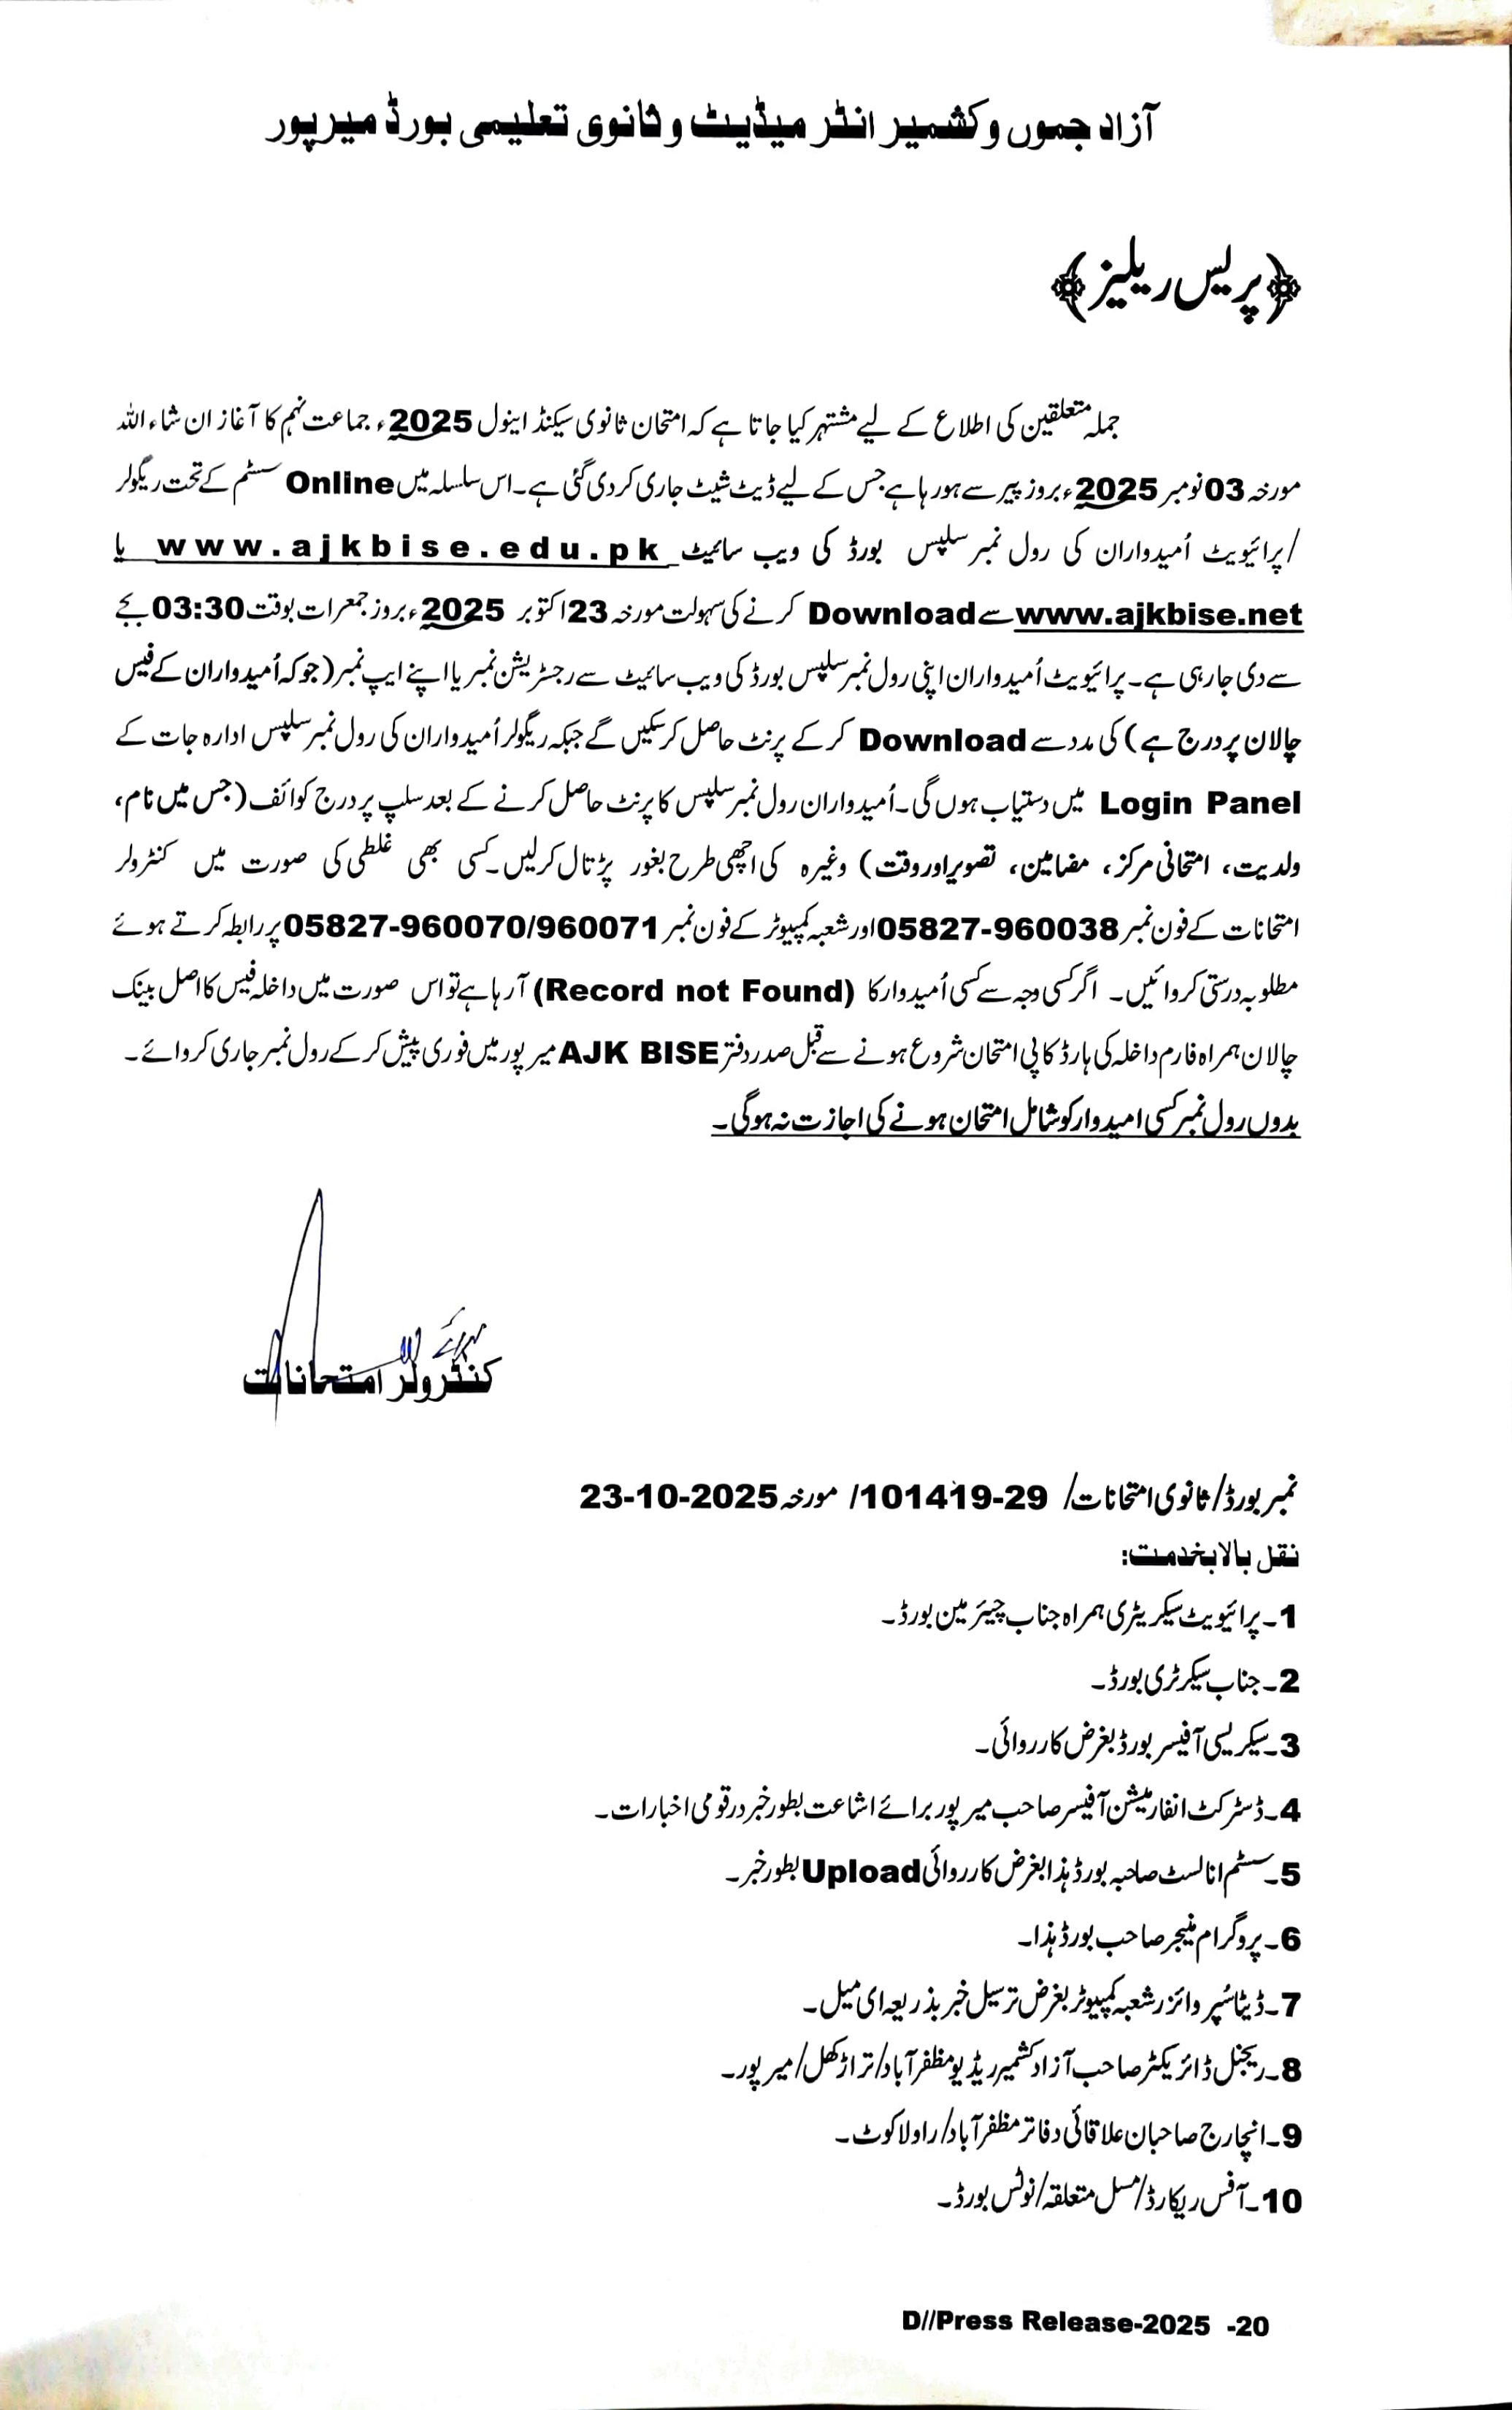 آزاد جموں و کشمیر انٹر میڈیٹ و ثانوی تعلیمی بورڈ میرپور
﴿پریس ریلیز﴾
جملہ متعلقین کی اطلاع کے لیے مشتہر کیا جاتا ہے کہ امتحان ثانوی سیکنڈ اینول 2025ء جماعت نہم کا آغاز ان شاء اللہ
مورخہ 03 نومبر 2025ء بروز پیر سے ہو رہا ہے جس کے لیے ڈیٹ شیٹ جاری کر دی گئی ہے۔ اس سلسلہ میں Online سسٹم کے تحت ریگولر
/پرائیویٹ اُمیدواران کی رول نمبر سلپس بورڈ کی ویب سائیٹ www.ajkbise.edu.pk یا
www.ajkbise.net سے Download کرنے کی سہولت مورخہ 23 اکتوبر 2025ء بروز جمعرات بوقت 03:30 بجے
سے دی جا رہی ہے۔ پرائیویٹ اُمیدواران اپنی رول نمبر سلپس بورڈ کی ویب سائیٹ سے رجسٹریشن نمبر یا اپنے ایپ نمبر (جو کہ اُمیدواران کے فیس
چالان پر درج ہے) کی مدد سے Download کر کے پرنٹ حاصل کر سکیں گے جبکہ ریگولر اُمیدواران کی رول نمبر سلپس ادارہ جات کے
Login Panel میں دستیاب ہوں گی۔ اُمیدواران رول نمبر سلپس کا پرنٹ حاصل کرنے کے بعد سلپ پر درج کوائف (جس میں نام،
ولدیت، امتحانی مرکز، مضامین، تصویر اور وقت) وغیرہ کی اچھی طرح بغور پڑتال کر لیں۔ کسی بھی غلطی کی صورت میں کنٹرولر
امتحانات کے فون نمبر 05827-960038 اور شعبہ کمپیوٹر کے فون نمبر 05827-960070/960071 پر رابطہ کرتے ہوئے
مطلوبہ درستی کروائیں۔ اگر کسی وجہ سے کسی اُمیدوار کا (Record not Found) آ رہا ہے تو اس صورت میں داخلہ فیس کا اصل بینک
چالان ہمراہ فارم داخلہ کی ہارڈ کاپی امتحان شروع ہونے سے قبل صدر دفتر AJK BISE میرپور میں فوری پیش کر کے رول نمبر جاری کروائے۔
بدوں رول نمبر کسی امیدوار کو شامل امتحان ہونے کی اجازت نہ ہوگی۔
کنٹرولر امتحانات
نمبر بورڈ/ثانوی امتحانات/ 29-101419/ مورخہ 23-10-2025
نقل بالا بخدمت:
1۔ پرائیویٹ سیکریٹری ہمراہ جناب چیئرمین بورڈ۔
2۔ جناب سیکرٹری بورڈ۔
3۔ سیکریسی آفیسر بورڈ بغرض کارروائی۔
4۔ ڈسٹرکٹ انفارمیشن آفیسر صاحب میرپور برائے اشاعت بطور خبر در قومی اخبارات۔
5۔ سسٹم انالسٹ صاحبہ بورڈ ہذا بغرض کارروائی Upload بطور خبر۔
6۔ پروگرام منیجر صاحب بورڈ ہذا۔
7۔ ڈیٹا سُپر وائزر شعبہ کمپیوٹر بغرض ترسیل خبر بذریعہ ای میل۔
8۔ ریجنل ڈائریکٹر صاحب آزاد کشمیر ریڈیو مظفرآباد/تراڑکھل/میرپور۔
9۔ انچارج صاحبان علاقائی دفاتر مظفرآباد/راولاکوٹ۔
10۔ آفس ریکارڈ/مسل متعلقہ/نوٹس بورڈ۔
D//Press Release-2025 -20